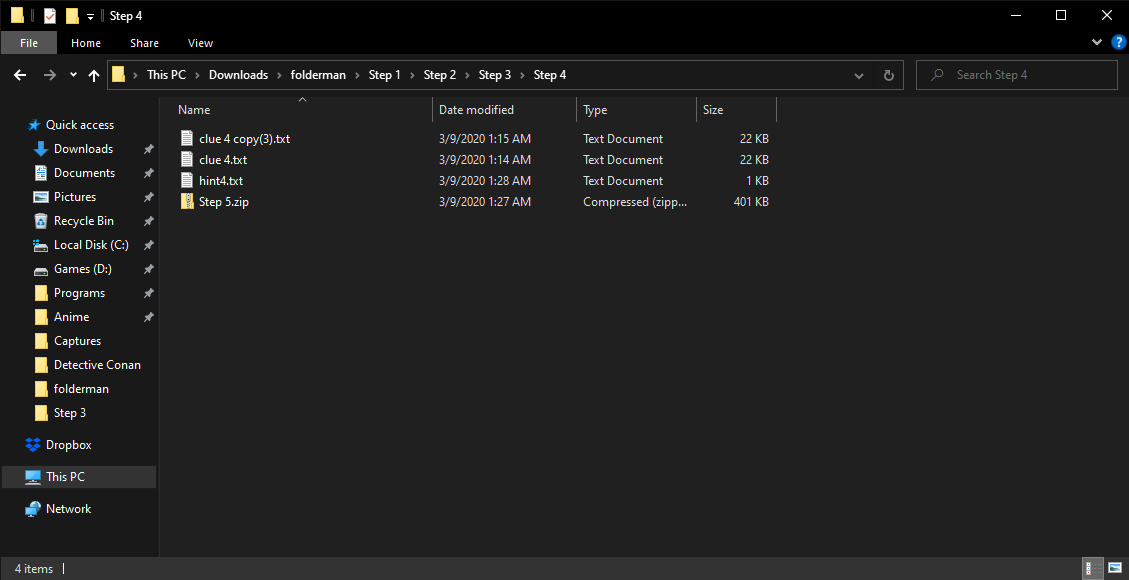 Step 4
File Home Share View
This PC Downloads folderman Step 1 Step 2 Step 3 Step 4
Search Step 4
Name Date modified Type Size
clue 4 copy(3).txt 3/9/2020 1:15 AM Text Document 22 KB
clue 4.txt 3/9/2020 1:14 AM Text Document 22 KB
hint4.txt 3/9/2020 1:28 AM Text Document 1 KB
Step 5.zip 3/9/2020 1:27 AM Compressed (zipp... 401 KB
Quick access
Downloads
Documents
Pictures
Recycle Bin
Local Disk (C:)
Games (D:)
Programs
Anime
Captures
Detective Conan
folderman
Step 3
Dropbox
This PC
Network
4 items